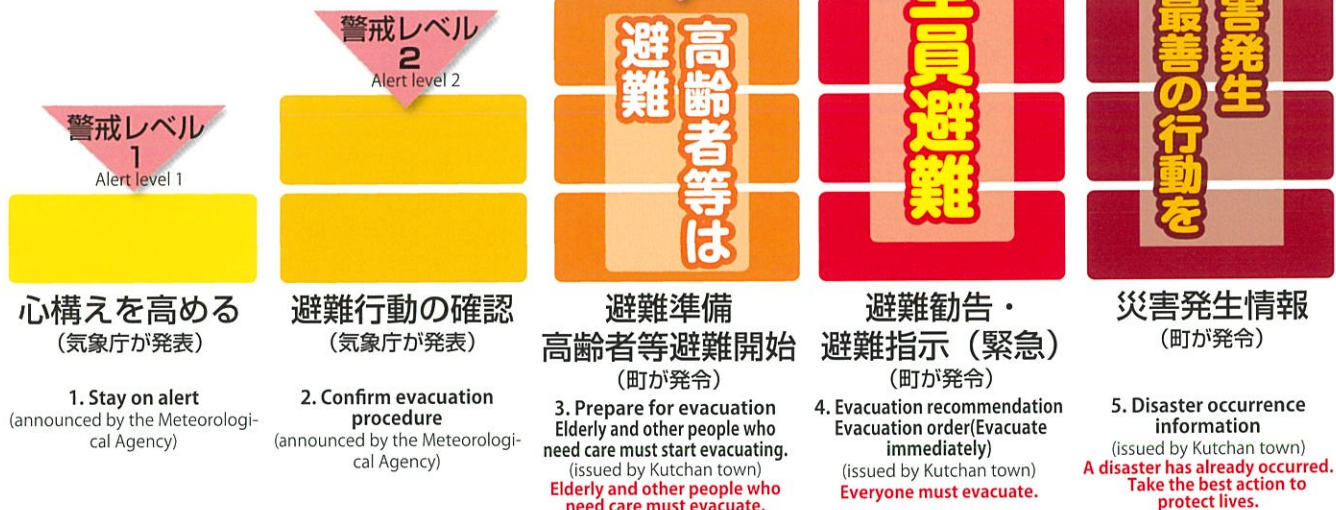 警戒レベル
1
Alert level 1
心構えを高める
（気象庁が発表）
1. Stay on alert
(announced by the Meteorologi-
cal Agency)
警戒レベル
2
Alert level 2
避難行動の確認
（気象庁が発表）
2. Confirm evacuation
procedure
(announced by the Meteorologi-
cal Agency)
高齢者等は
避難
避難準備
高齢者等避難開始
（町が発令）
3. Prepare for evacuation
Elderly and other people who
need care must start evacuating.
(issued by Kutchan town)
Elderly and other people who
need care must evacuate.
全員避難
避難勧告・
避難指示（緊急）
（町が発令）
4. Evacuation recommendation
Evacuation order(Evacuate
immediately)
(issued by Kutchan town)
Everyone must evacuate.
害発生
最善の行動を
災害発生情報
（町が発令）
5. Disaster occurrence
information
(issued by Kutchan town)
A disaster has already occurred.
Take the best action to
protect lives.